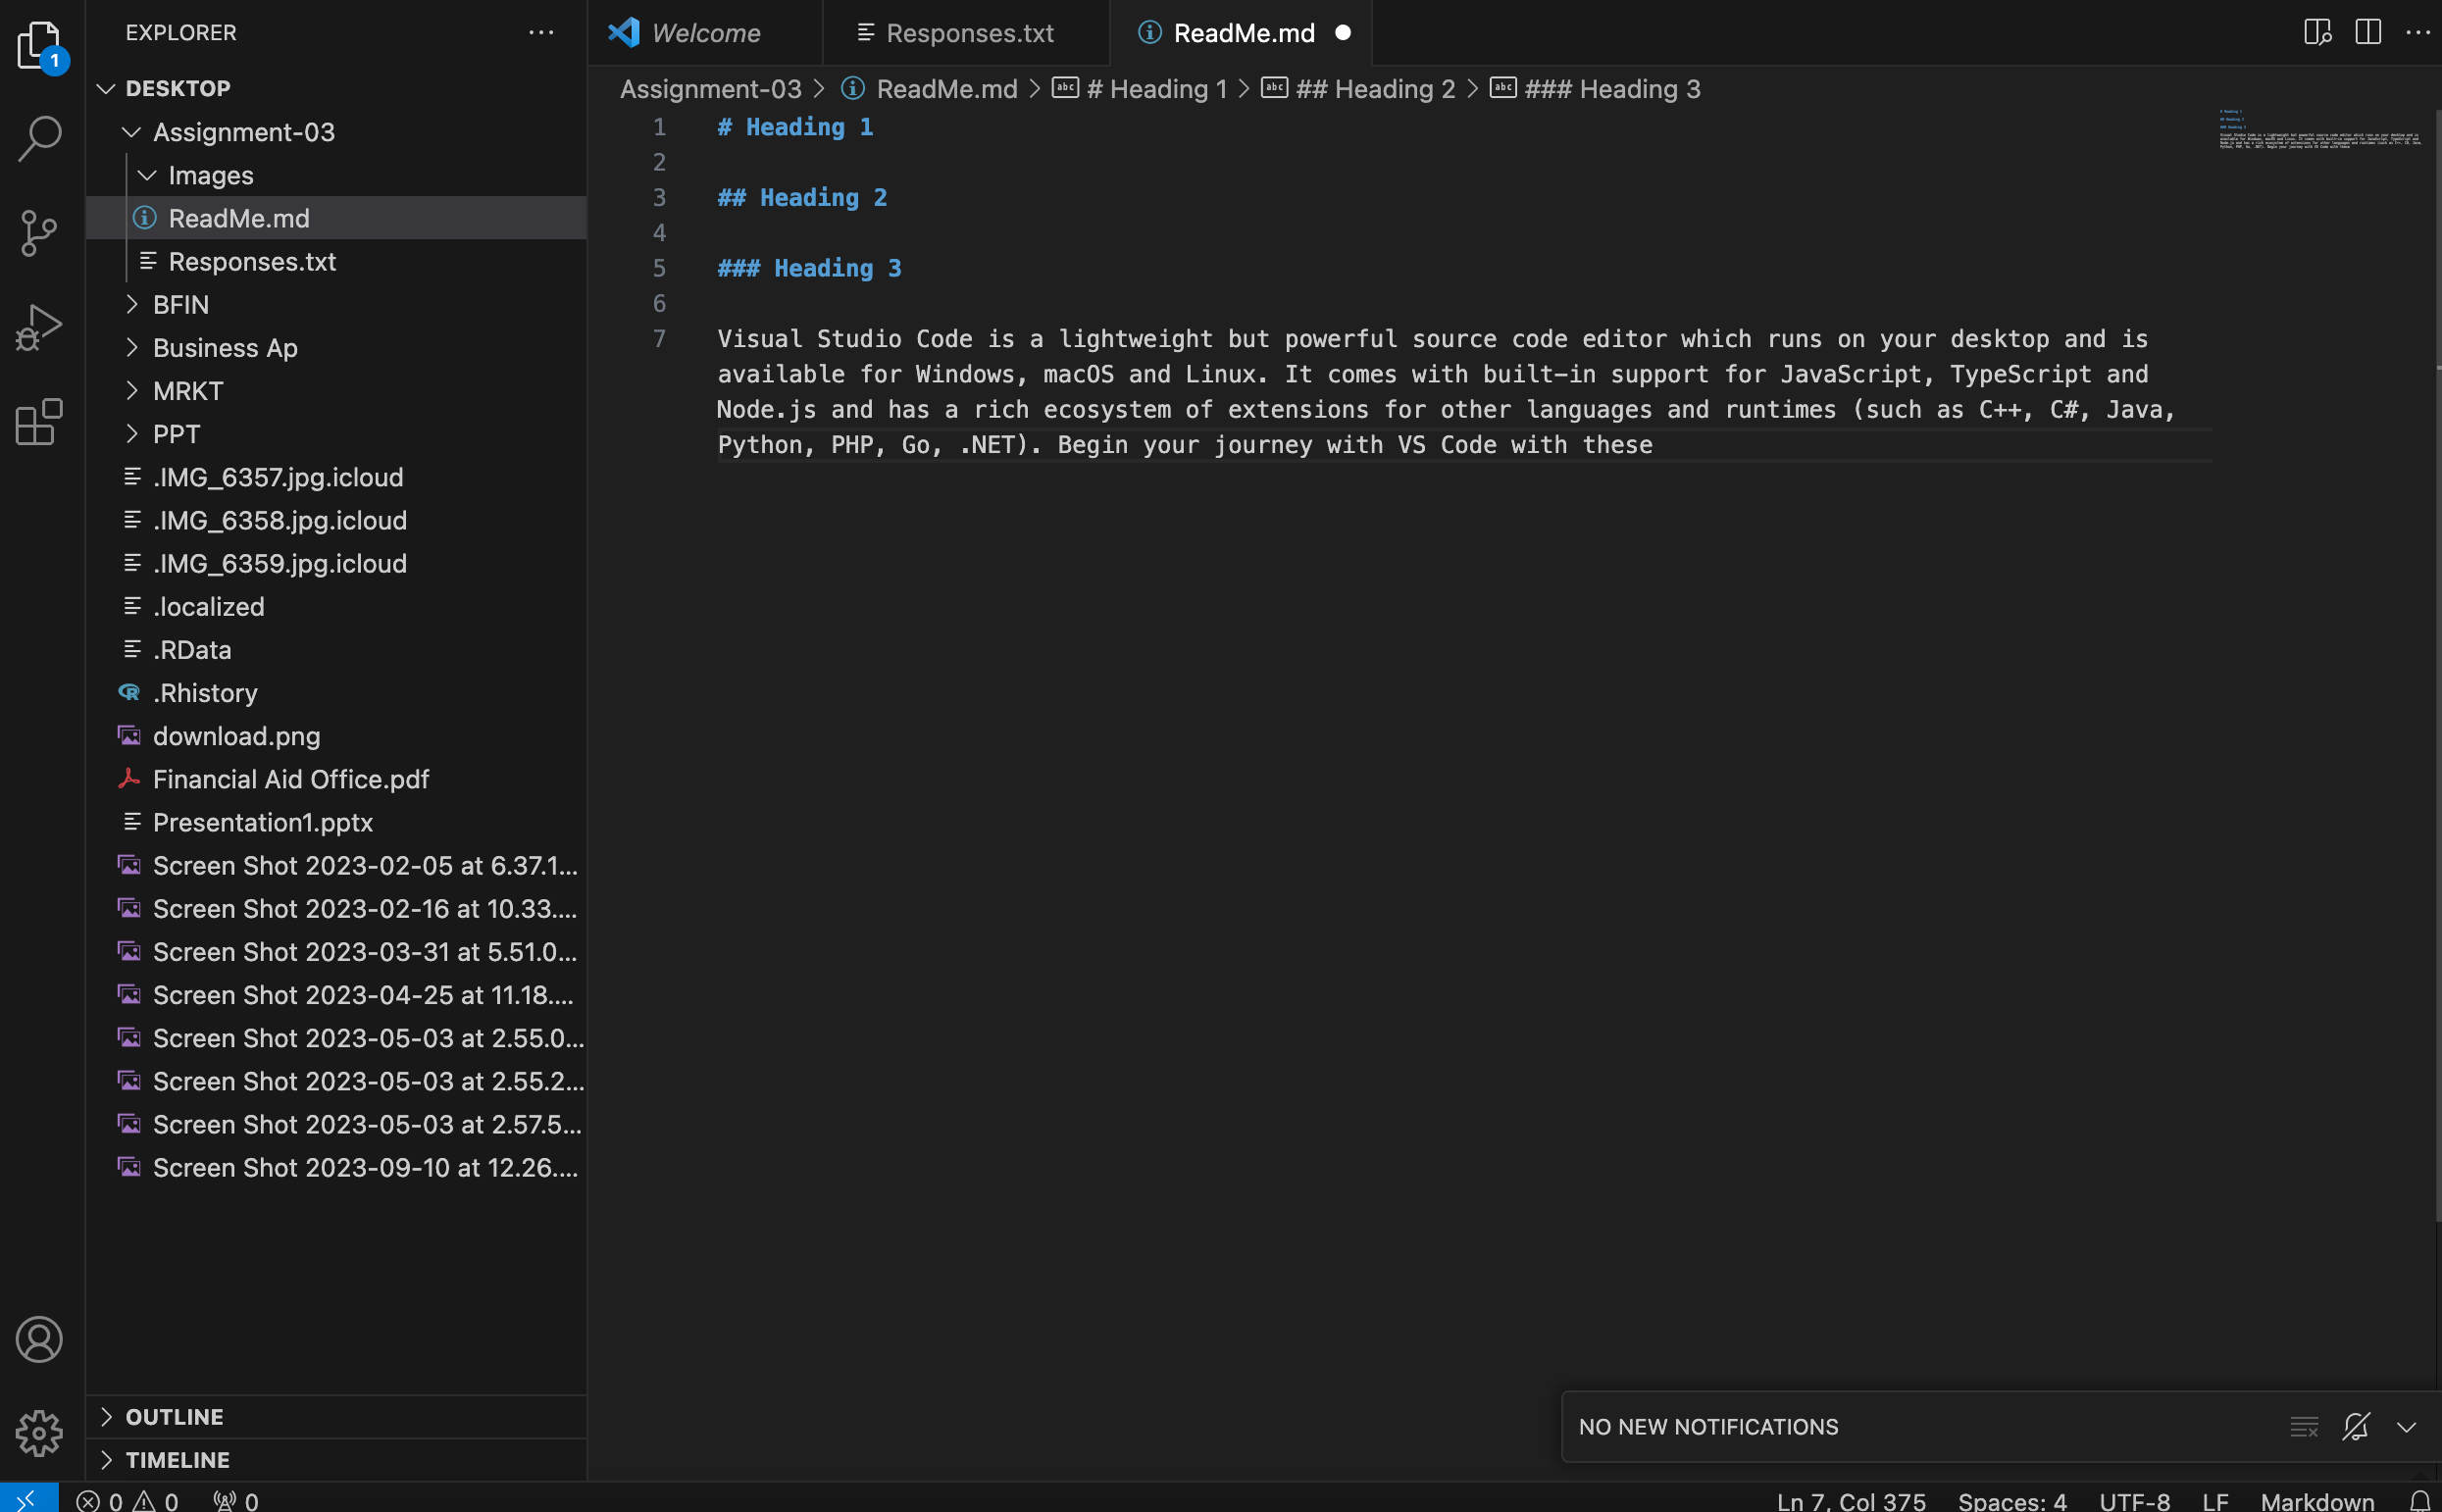 EXPLORER
DESKTOP
Assignment-03
Images
ReadMe.md
Responses.txt
BFIN
Business Ap
MRKT
PPT
.IMG_6357.jpg.icloud
.IMG_6358.jpg.icloud
.IMG_6359.jpg.icloud
.localized
.RData
.Rhistory
download.png
Financial Aid Office.pdf
Presentation1.pptx
Screen Shot 2023-02-05 at 6.37.1...
Screen Shot 2023-02-16 at 10.33....
Screen Shot 2023-03-31 at 5.51.0...
Screen Shot 2023-04-25 at 11.18....
Screen Shot 2023-05-03 at 2.55.0...
Screen Shot 2023-05-03 at 2.55.2...
Screen Shot 2023-05-03 at 2.57.5...
Screen Shot 2023-09-10 at 12.26....
OUTLINE
TIMELINE
1
Welcome Responses.txt ReadMe.md
Assignment-03 > ReadMe.md > # Heading 1 > ## Heading 2 > ### Heading 3
1 # Heading 1
2
3 ## Heading 2
4
5 ### Heading 3
6
7 Visual Studio Code is a lightweight but powerful source code editor which runs on your desktop and is
available for Windows, macOS and Linux. It comes with built-in support for JavaScript, TypeScript and
Node.js and has a rich ecosystem of extensions for other languages and runtimes (such as C++, C#, Java,
Python, PHP, Go, .NET). Begin your journey with VS Code with these
NO NEW NOTIFICATIONS
0 0 0 Ln 7, Col 375 Spaces: 4 UTF-8 LF Markdown